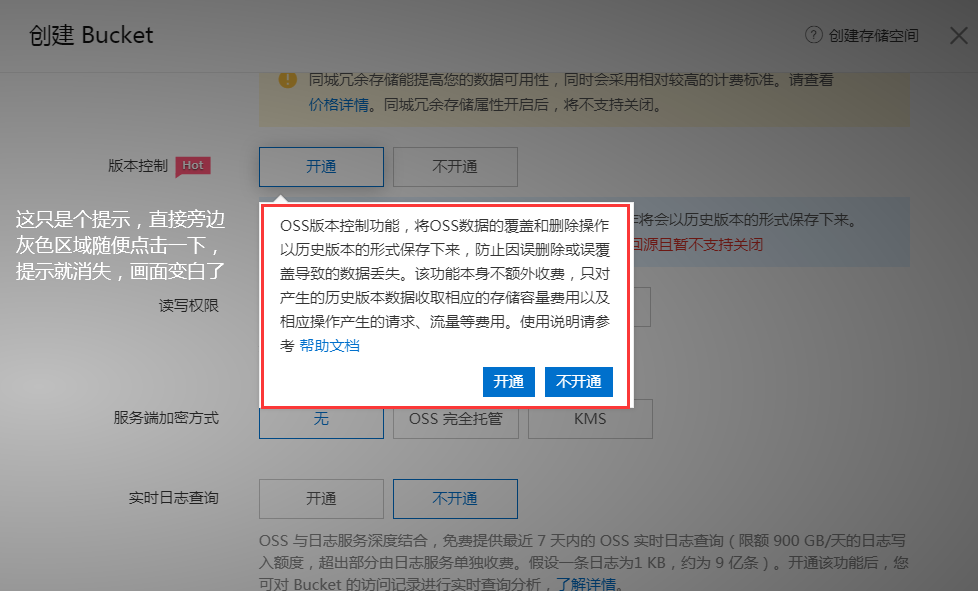 创建 Bucket
? 创建存储空间
同城冗余存储能提高您的数据可用性，同时会采用相对较高的计费标准。请查看
价格详情。同城冗余存储属性开启后，将不支持关闭。
版本控制 Hot 开通 不开通
作将会以历史版本的形式保存下来。
回源且暂不支持关闭
这只是个提示，直接旁边
灰色区域随便点击一下，
提示就消失，画面变白了
OSS版本控制功能，将OSS数据的覆盖和删除操作
以历史版本的形式保存下来，防止因误删除或误覆
盖导致的数据丢失。该功能本身不额外收费，只对
产生的历史版本数据收取相应的存储容量费用以及
相应操作产生的请求、流量等费用。使用说明请参
考 帮助文档
开通 不开通
读写权限
服务端加密方式 无 OSS 完全托管 KMS
实时日志查询 开通 不开通
OSS 与日志服务深度结合，免费提供最近 7 天内的 OSS 实时日志查询（限额 900 GB/天的日志写
入额度，超出部分由日志服务单独收费。假设一条日志为1 KB，约为 9 亿条）。开通该功能后，您
可对 Bucket 的访问记录进行实时查询分析，了解详情。